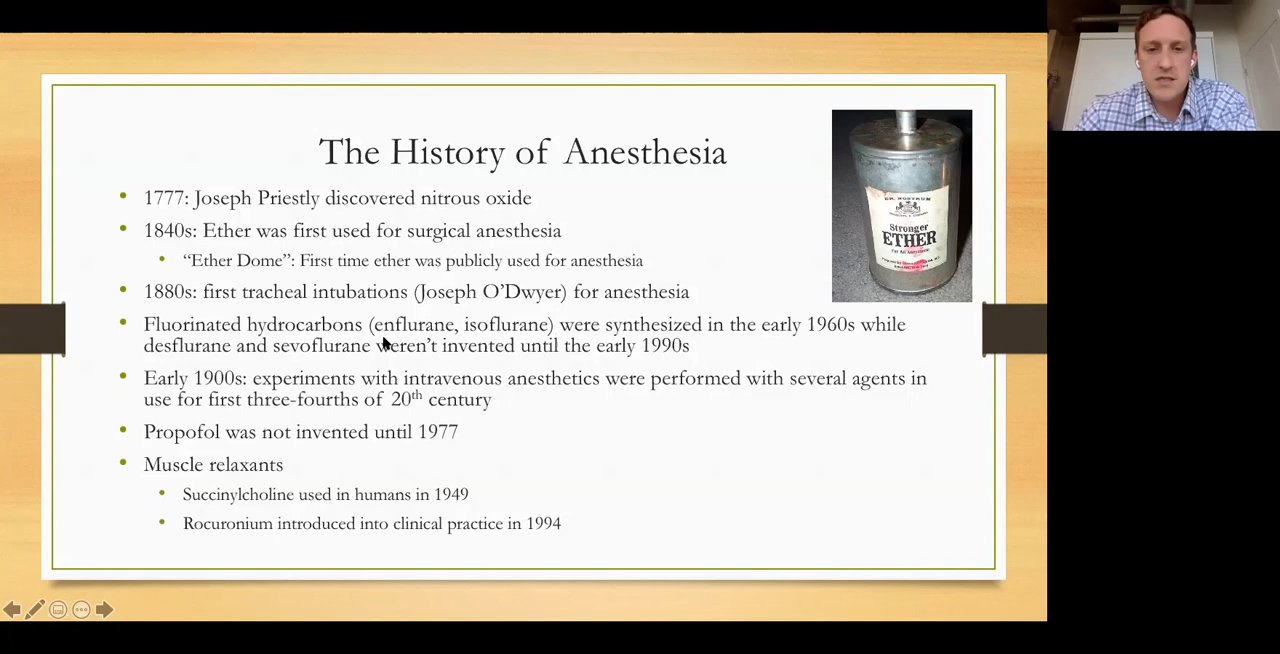 The History of Anesthesia
1777: Joseph Priestly discovered nitrous oxide
1840s: Ether was first used for surgical anesthesia
“Ether Dome”: First time ether was publicly used for anesthesia
1880s: first tracheal intubations (Joseph O’Dwyer) for anesthesia
Fluorinated hydrocarbons (enflurane, isoflurane) were synthesized in the early 1960s while
desflurane and sevoflurane weren’t invented until the early 1990s
Early 1900s: experiments with intravenous anesthetics were performed with several agents in
use for first three-fourths of 20th century
Propofol was not invented until 1977
Muscle relaxants
Succinylcholine used in humans in 1949
Rocuronium introduced into clinical practice in 1994
Stronger
ETHER